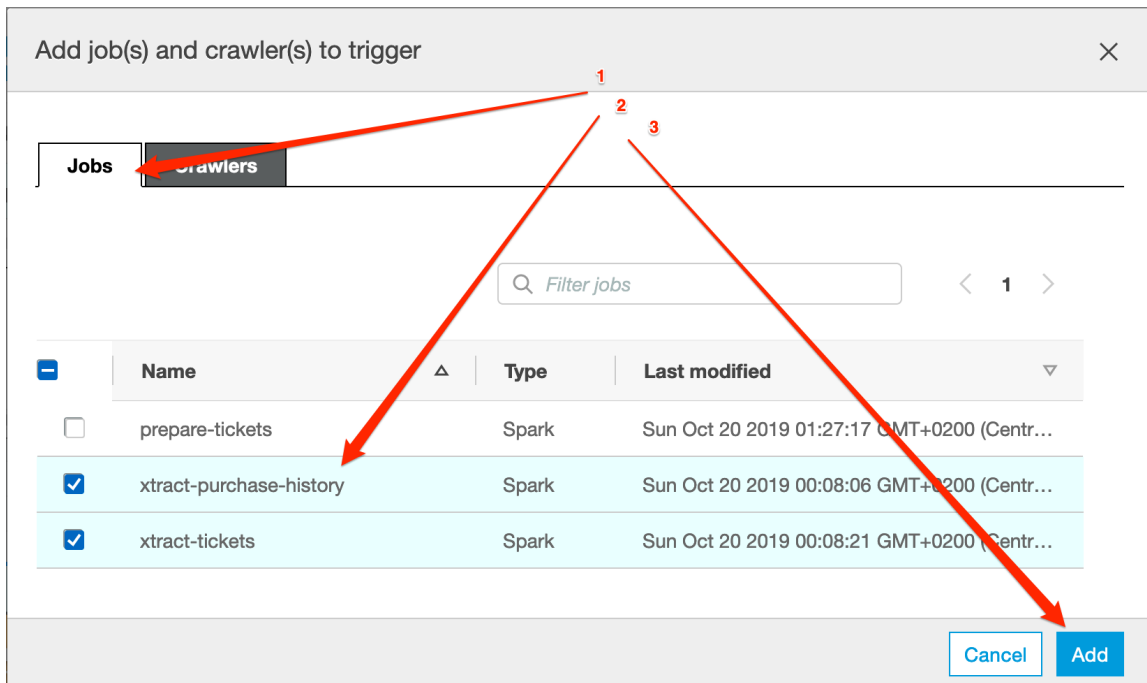 Add job(s) and crawler(s) to trigger
1
2
3
Jobs Crawlers
Filter jobs
1
Name Type Last modified
prepare-tickets Spark Sun Oct 20 2019 01:27:17 GMT+0200 (Centr...
xtract-purchase-history Spark Sun Oct 20 2019 00:08:06 GMT+0200 (Centr...
xtract-tickets Spark Sun Oct 20 2019 00:08:21 GMT+0200 (Centr...
Cancel Add